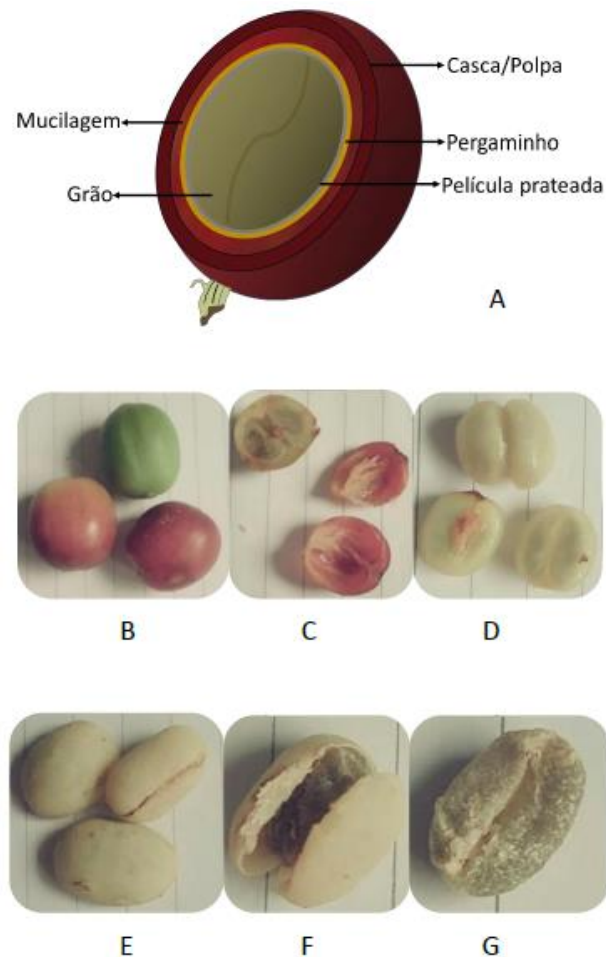 Casca/Polpa
Mucilagem
Pergaminho
Grão
Película prateada
A
B C D
E F G